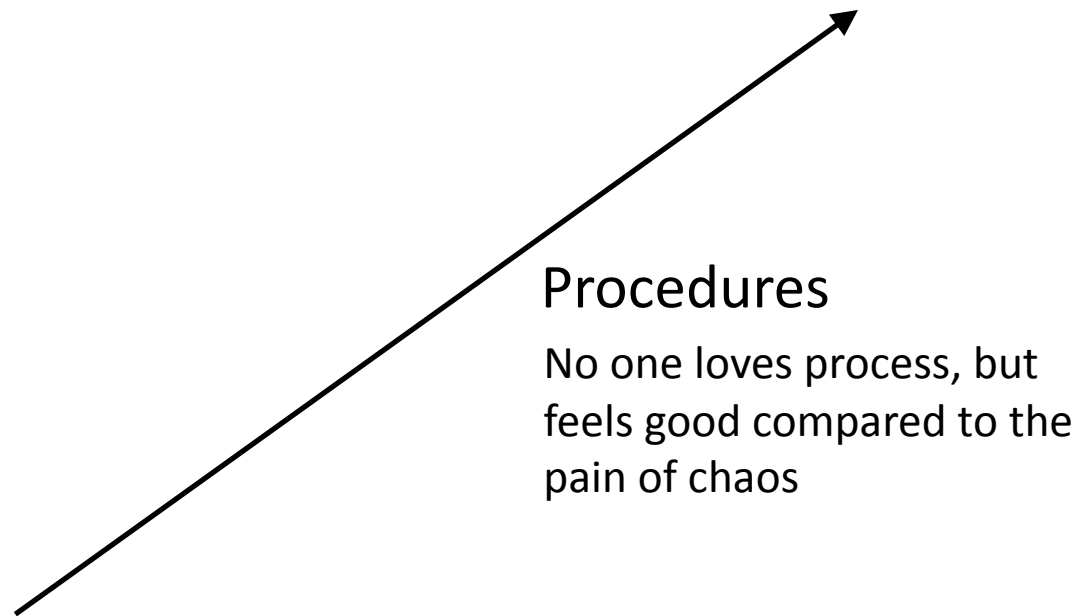 Procedures
No one loves process, but
feels good compared to the
pain of chaos